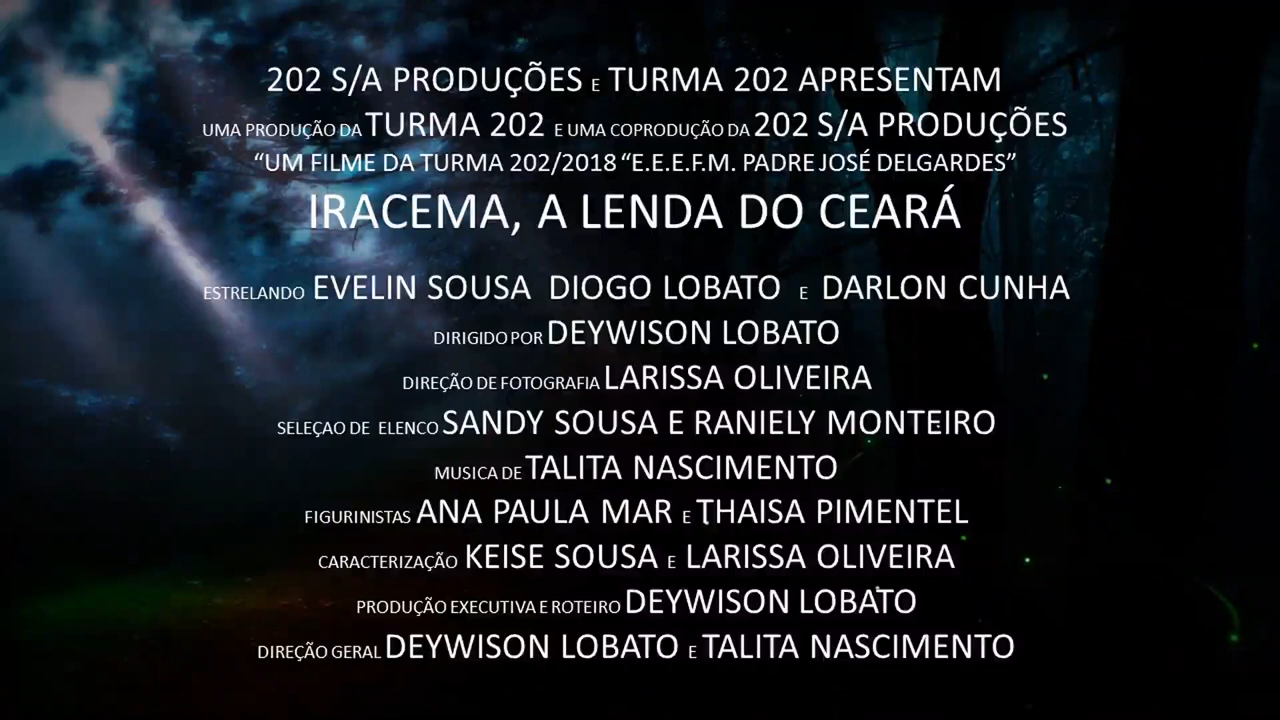 202 S/A PRODUÇÕES E TURMA 202 APRESENTAM
UMA PRODUÇÃO DA TURMA 202 E UMA COPRODUÇÃO DA 202 S/A PRODUÇÕES
“UM FILME DA TURMA 202/2018 “E.E.E.F.M. PADRE JOSÉ DELGARDES”
IRACEMA, A LENDA DO CEARÁ
ESTRELANDO EVELIN SOUSA DIOGO LOBATO E DARLON CUNHA
DIRIGIDO POR DEYWISON LOBATO
DIREÇÃO DE FOTOGRAFIA LARISSA OLIVEIRA
SELEÇAO DE ELENCO SANDY SOUSA E RANIELY MONTEIRO
MUSICA DE TALITA NASCIMENTO
FIGURINISTAS ANA PAULA MAR E THAISA PIMENTEL
CARACTERIZAÇÃO KEISE SOUSA E LARISSA OLIVEIRA
PRODUÇÃO EXECUTIVA E ROTEIRO DEYWISON LOBATO
DIREÇÃO GERAL DEYWISON LOBATO E TALITA NASCIMENTO